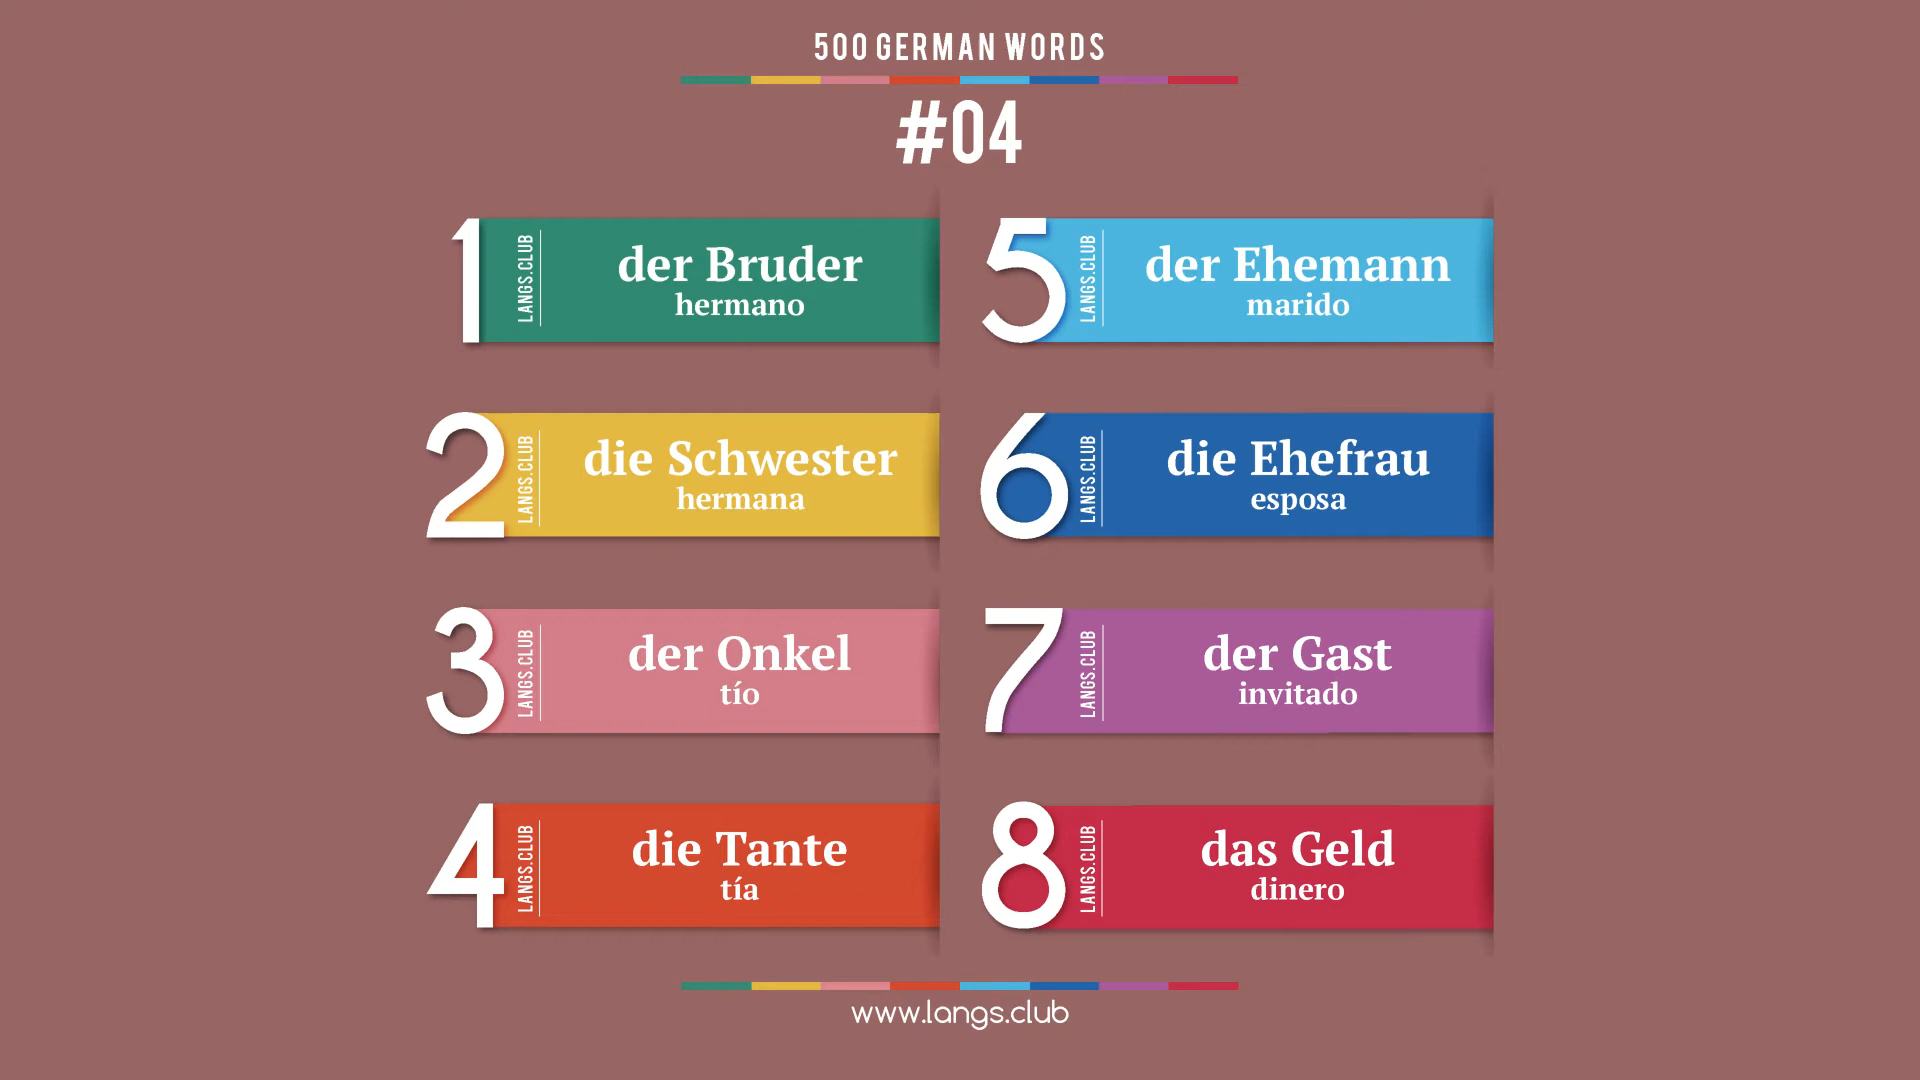 500 GERMAN WORDS
#04
1
LANGS.CLUB
der Bruder
hermano
2
LANGS.CLUB
die Schwester
hermana
3
LANGS.CLUB
der Onkel
tío
4
LANGS.CLUB
die Tante
tía
5
LANGS.CLUB
der Ehemann
marido
6
LANGS.CLUB
die Ehefrau
esposa
7
LANGS.CLUB
der Gast
invitado
8
LANGS.CLUB
das Geld
dinero
www.langs.club